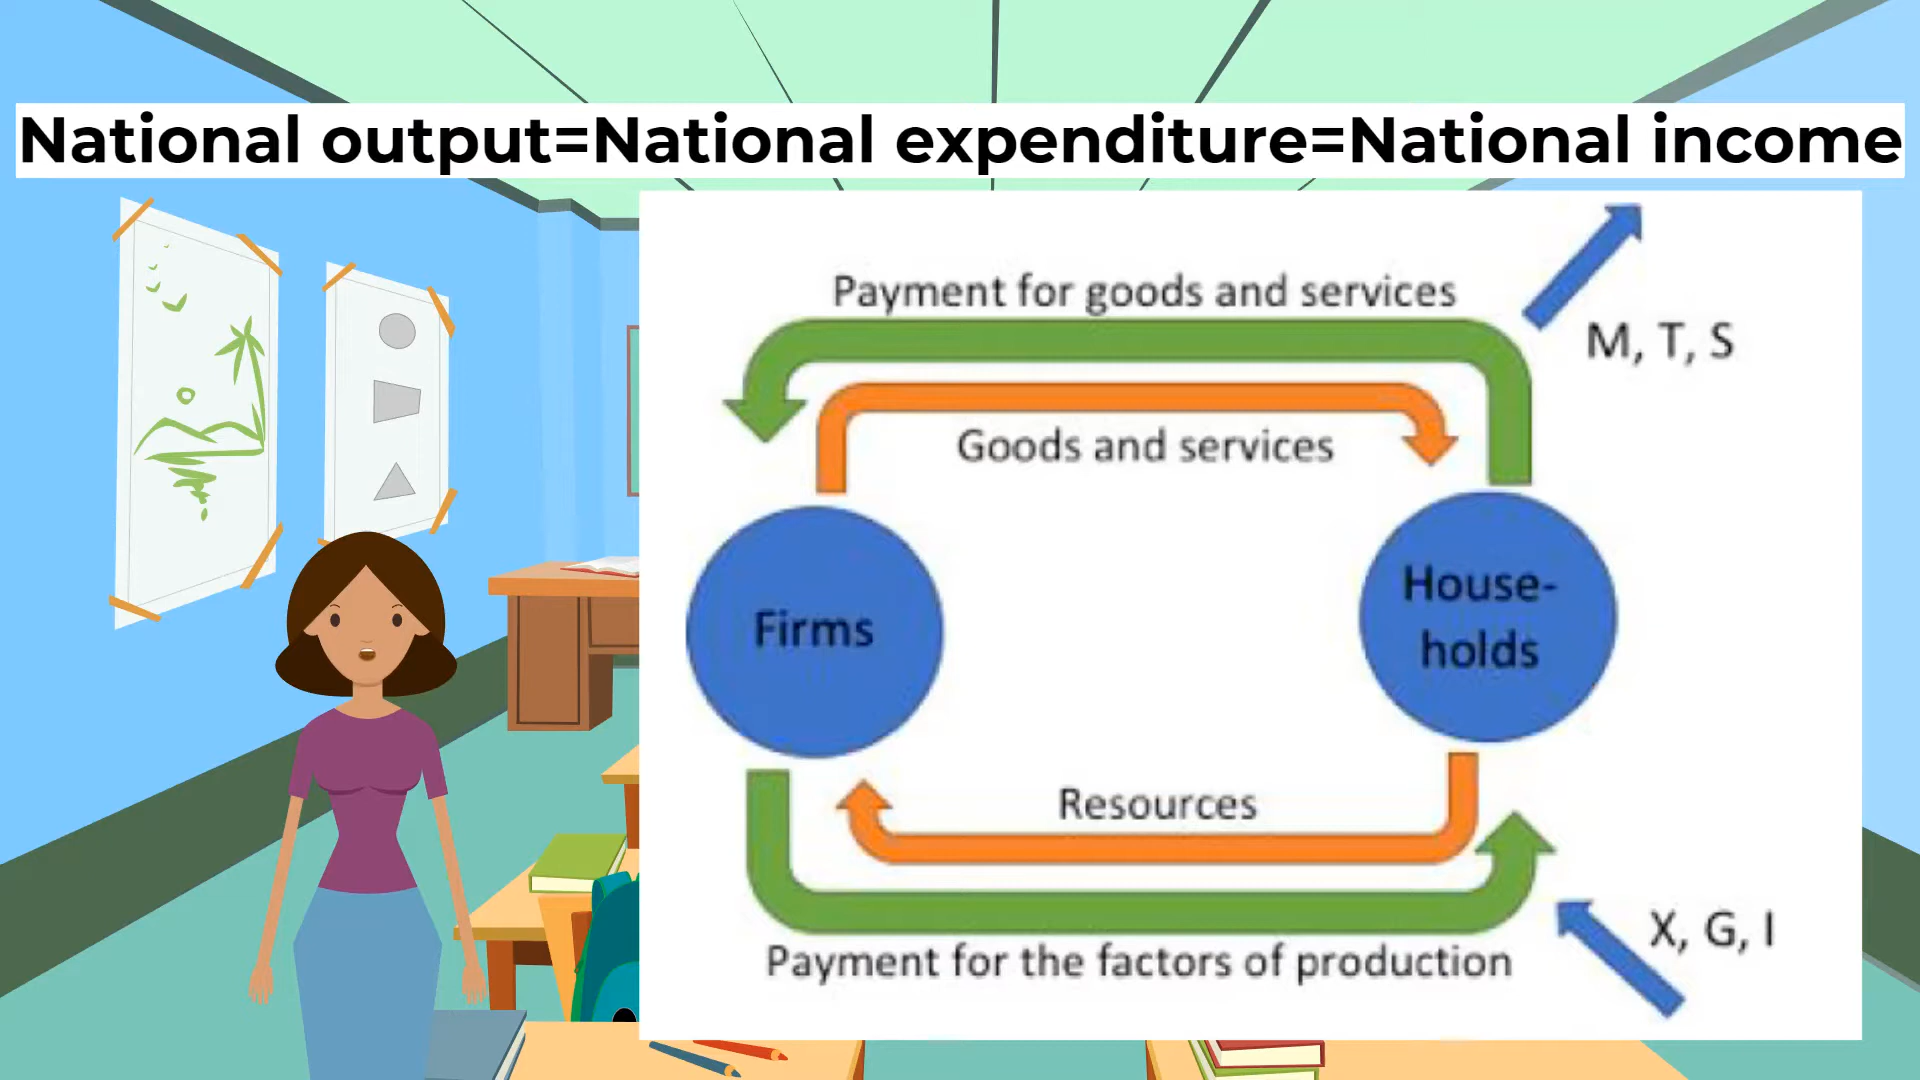 National output=National expenditure=National income
Payment for goods and services
M, T, S
Goods and services
Firms
House-
holds
Resources
X, G, I
Payment for the factors of production